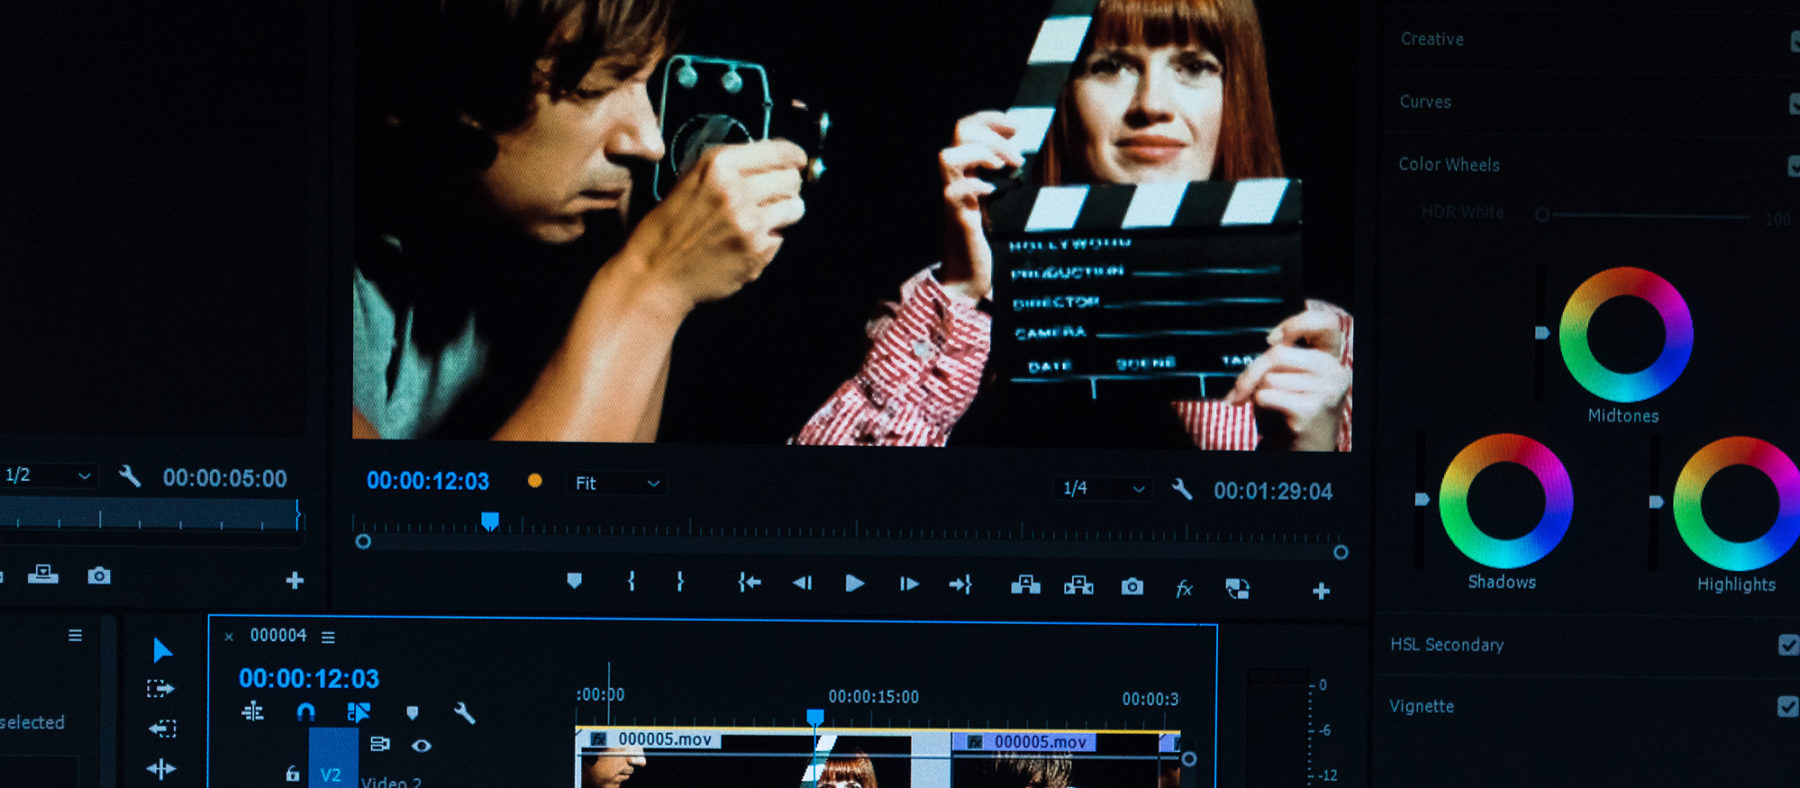 Creative
Curves
Color Wheels
HDR White 100
HOLLYWOOD
PRODUCTION
DIRECTOR
CAMERA
DATE SCENE
Midtones
Shadows
Highlights
1/2
00:00:05:00
00:00:12:03
Fit
1/4
00:01:29:04
fx
HSL Secondary
Vignette
selected
× 000004
00:00:12:03
:00:00
00:00:15:00
00:00:3
fx 000005.mov
fx 000005.mov
V2
Video 2
0
-6
-12